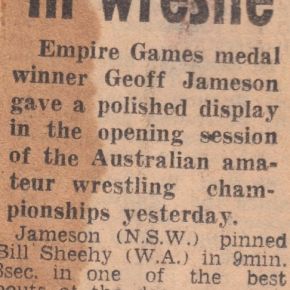 in wrestle
Empire Games medal
winner Geoff Jameson
gave a polished display
in the opening session
of the Australian ama-
teur wrestling cham-
pionships yesterday.
Jameson (N.S.W.) pinned
Bill Sheehy (W.A.) in 9min.
sec. in one of the best